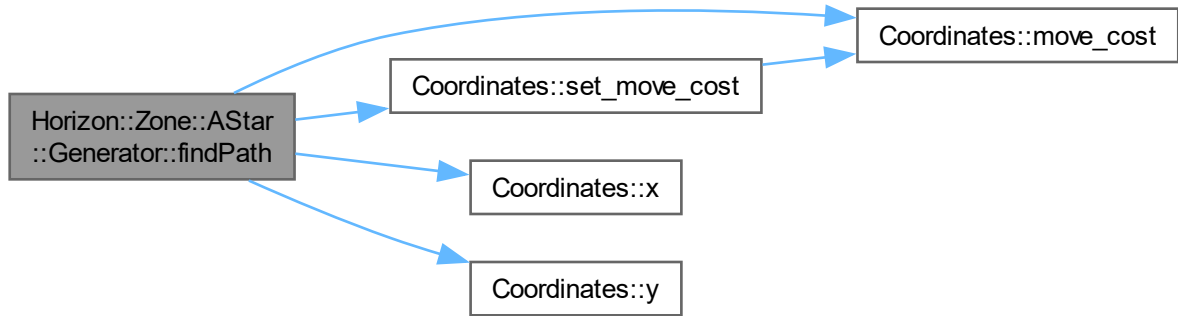 Horizon::Zone::AStar
::Generator::findPath
Coordinates::set_move_cost
Coordinates::move_cost
Coordinates::x
Coordinates::y